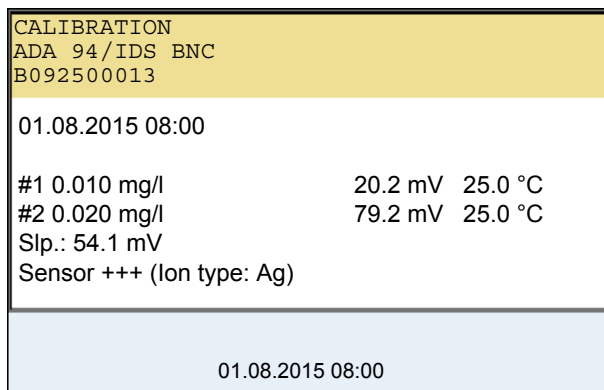 CALIBRATION
ADA 94/IDS BNC
B092500013
01.08.2015 08:00
#1 0.010 mg/l 20.2 mV 25.0 °C
#2 0.020 mg/l 79.2 mV 25.0 °C
Slp.: 54.1 mV
Sensor +++ (Ion type: Ag)
01.08.2015 08:00